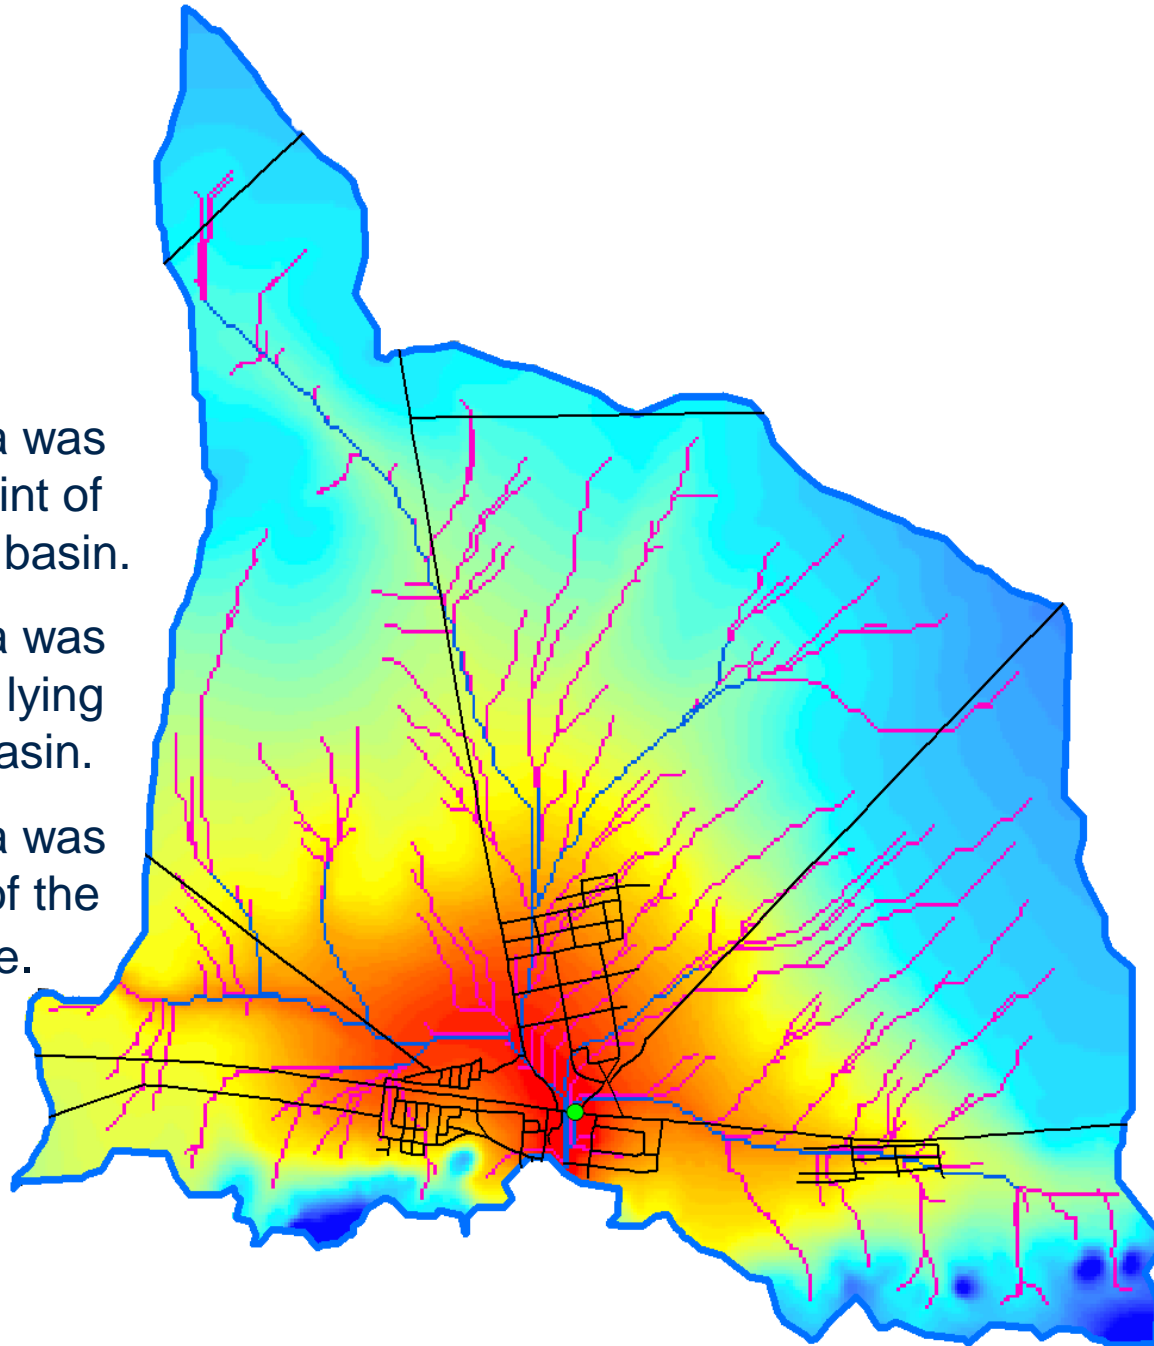 a was
int of
basin.
a was
lying
asin.
a was
of the
e.